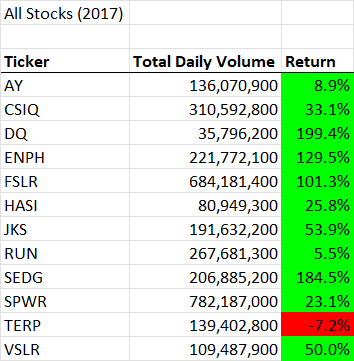 All Stocks (2017)
Ticker Total Daily Volume Return
AY 136,070,900 8.9%
CSIQ 310,592,800 33.1%
DQ 35,796,200 199.4%
ENPH 221,772,100 129.5%
FSLR 684,181,400 101.3%
HASI 80,949,300 25.8%
JKS 191,632,200 53.9%
RUN 267,681,300 5.5%
SEDG 206,885,200 184.5%
SPWR 782,187,000 23.1%
TERP 139,402,800 -7.2%
VSLR 109,487,900 50.0%